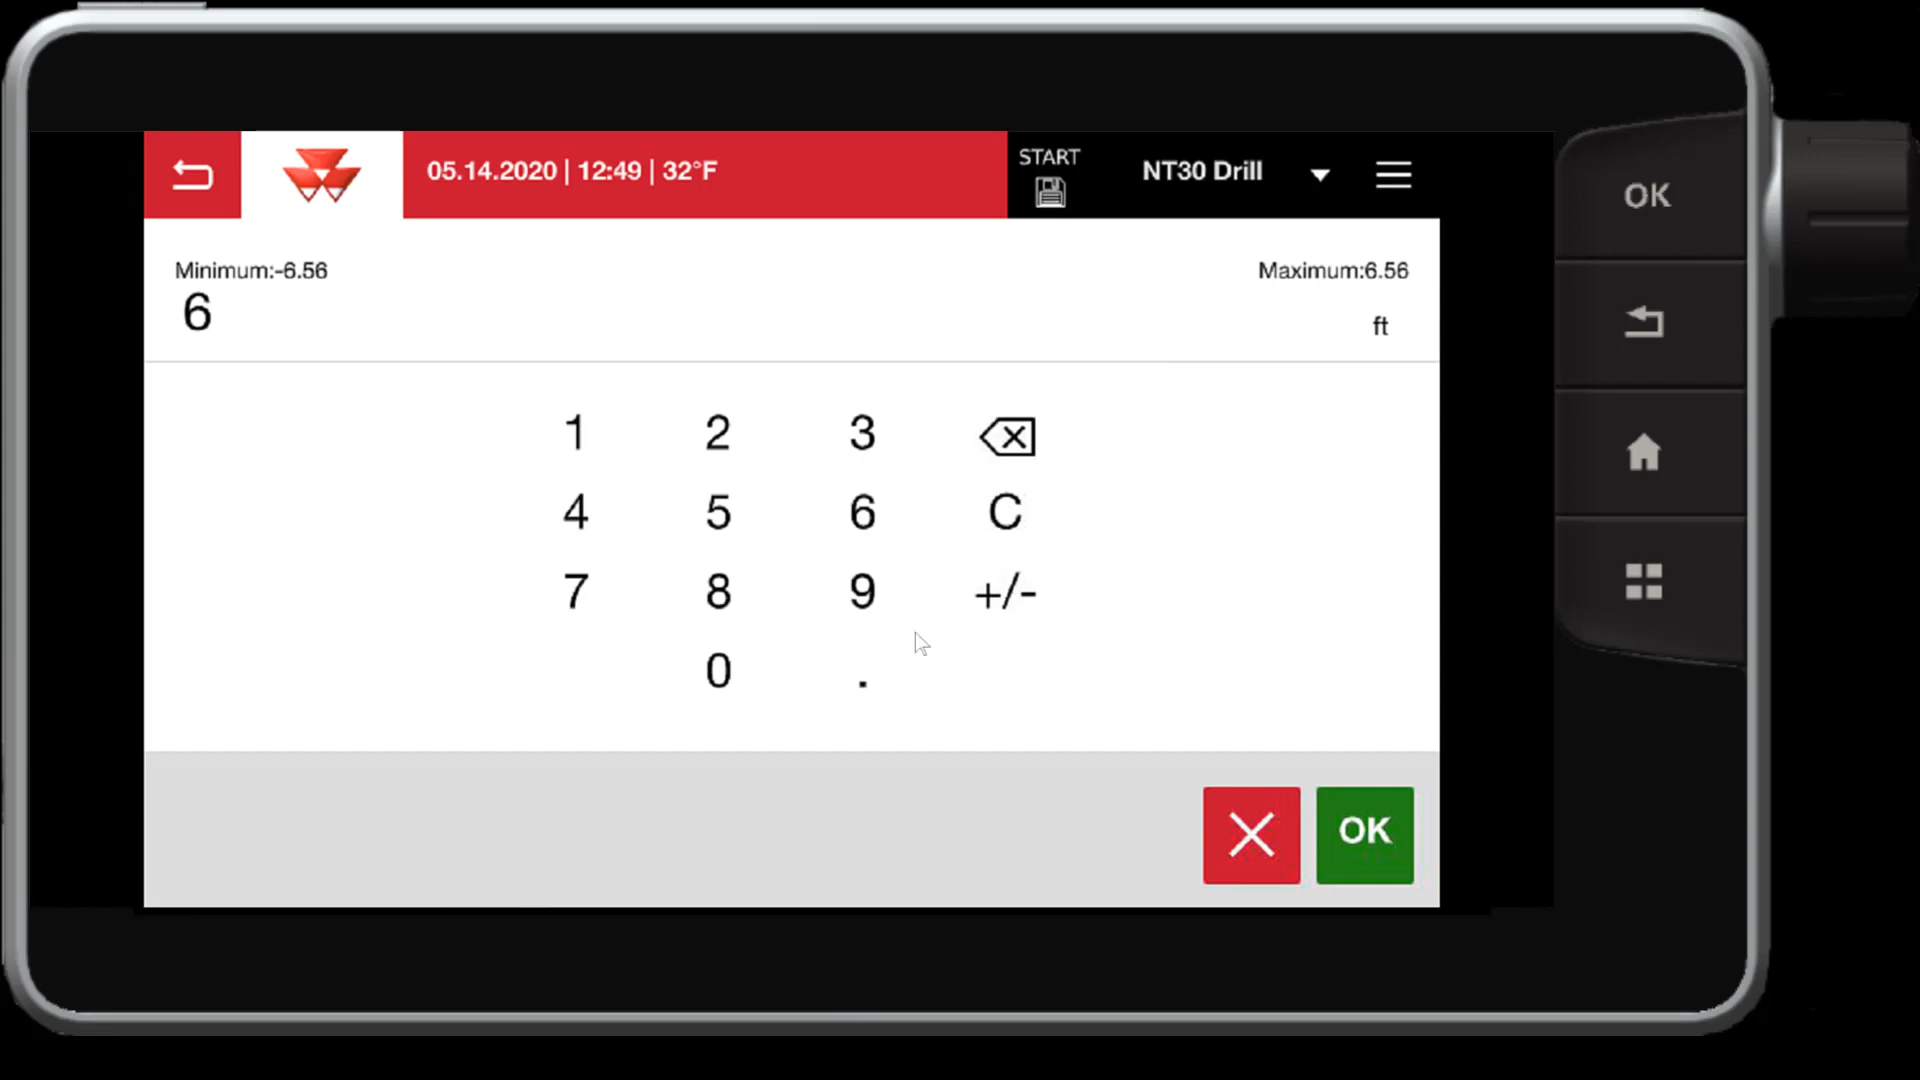 05.14.2020 | 12:49 | 32°F
START
NT30 Drill
OK
Minimum:-6.56
Maximum:6.56
6
ft
1 2 3
4 5 6 C
7 8 9 +/-
0 .
OK